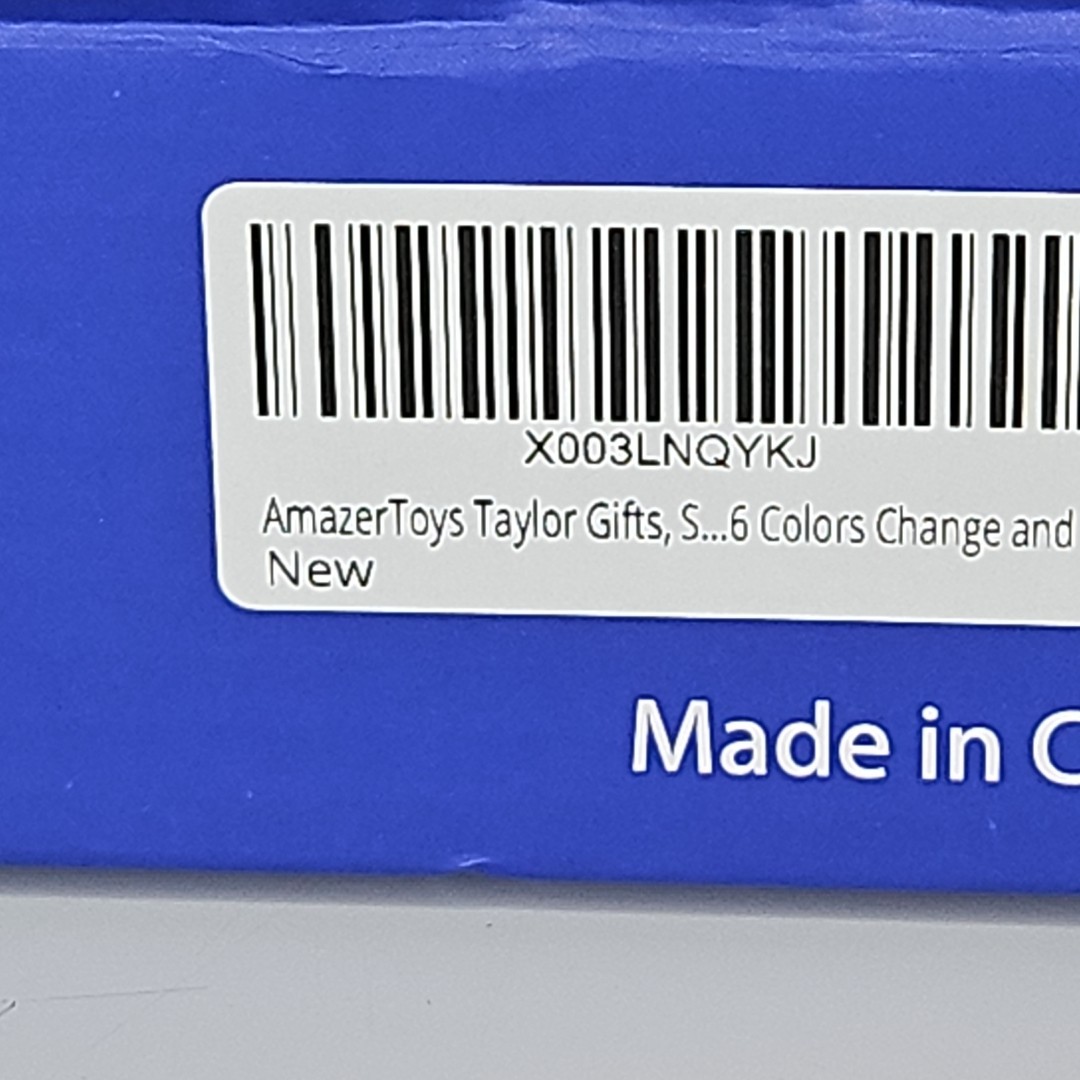 X003LNQYKJ
AmazerToys Taylor Gifts, S...6 Colors Change and
New
Made in C